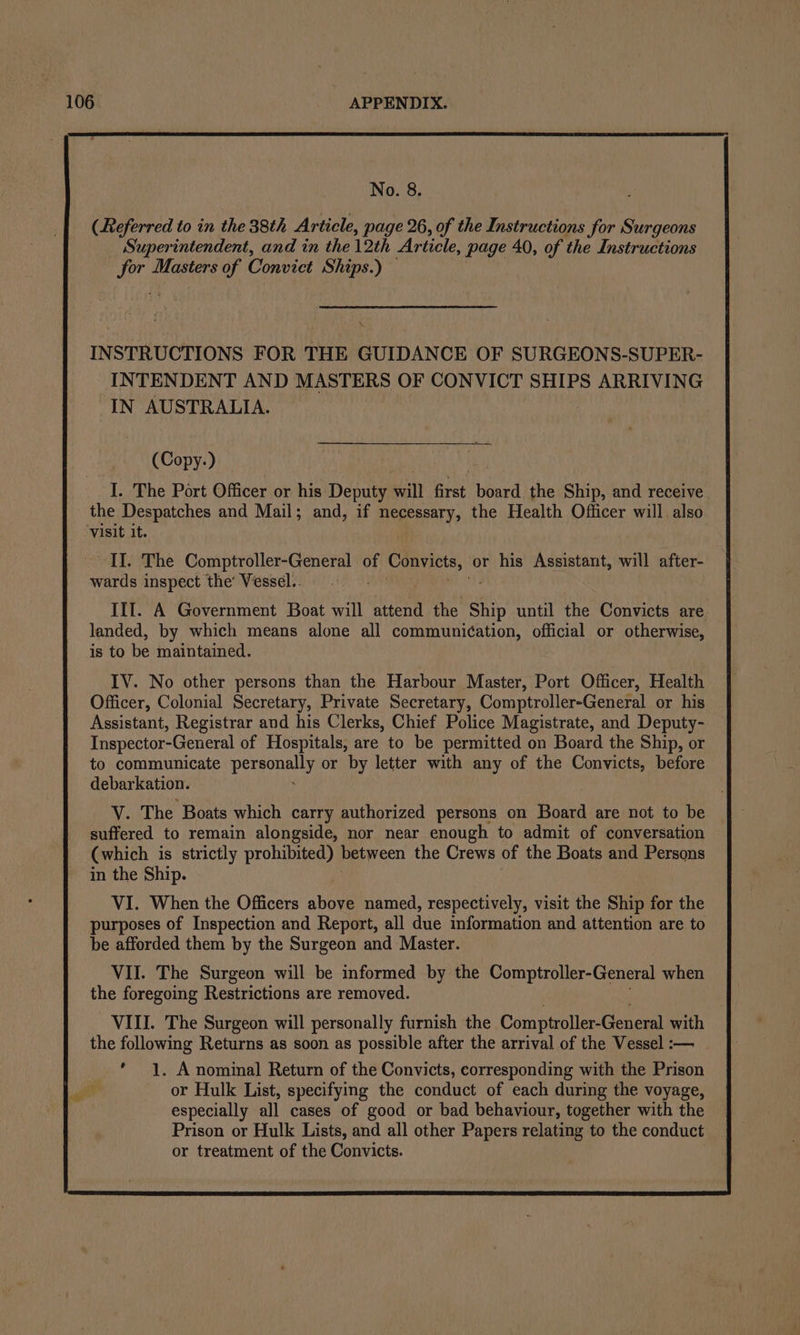 106 APPENDIX.
No. 8.
(Referred to in the 38th Article, page 26, of the Instructions for Surgeons
Superintendent, and in the 12th Article, page 40, of the Instructions
for Masters of Convict Ships.)
INSTRUCTIONS FOR THE GUIDANCE OF SURGEONS-SUPER-
INTENDENT AND MASTERS OF CONVICT SHIPS ARRIVING
IN AUSTRALIA.
(Copy.)
I. The Port Officer or his Deputy will first board the Ship, and receive
the Despatches and Mail; and, if necessary, the Health Officer will also
visit it.
II. The Comptroller-General of Convicts, or his Assistant, will after-
wards inspect the Vessel.
III. A Government Boat will attend the Ship until the Convicts are
landed, by which means alone all communication, official or otherwise,
is to be maintained.
IV. No other persons than the Harbour Master, Port Officer, Health
Officer, Colonial Secretary, Private Secretary, Comptroller-General or his
Assistant, Registrar and his Clerks, Chief Police Magistrate, and Deputy-
Inspector-General of Hospitals, are to be permitted on Board the Ship, or
to communicate personally or by letter with any of the Convicts, before
debarkation.
V. The Boats which carry authorized persons on Board are not to be
suffered to remain alongside, nor near enough to admit of conversation
(which is strictly prohibited) between the Crews of the Boats and Persons
in the Ship.
VI. When the Officers above named, respectively, visit the Ship for the
purposes of Inspection and Report, all due information and attention are to
be afforded them by the Surgeon and Master.
VII. The Surgeon will be informed by the Comptroller-General when
the foregoing Restrictions are removed.
VIII. The Surgeon will personally furnish the Comptroller-General with
the following Returns as soon as possible after the arrival of the Vessel :—
1. A nominal Return of the Convicts, corresponding with the Prison
or Hulk List, specifying the conduct of each during the voyage,
especially all cases of good or bad behaviour, together with the
Prison or Hulk Lists, and all other Papers relating to the conduct
or treatment of the Convicts.